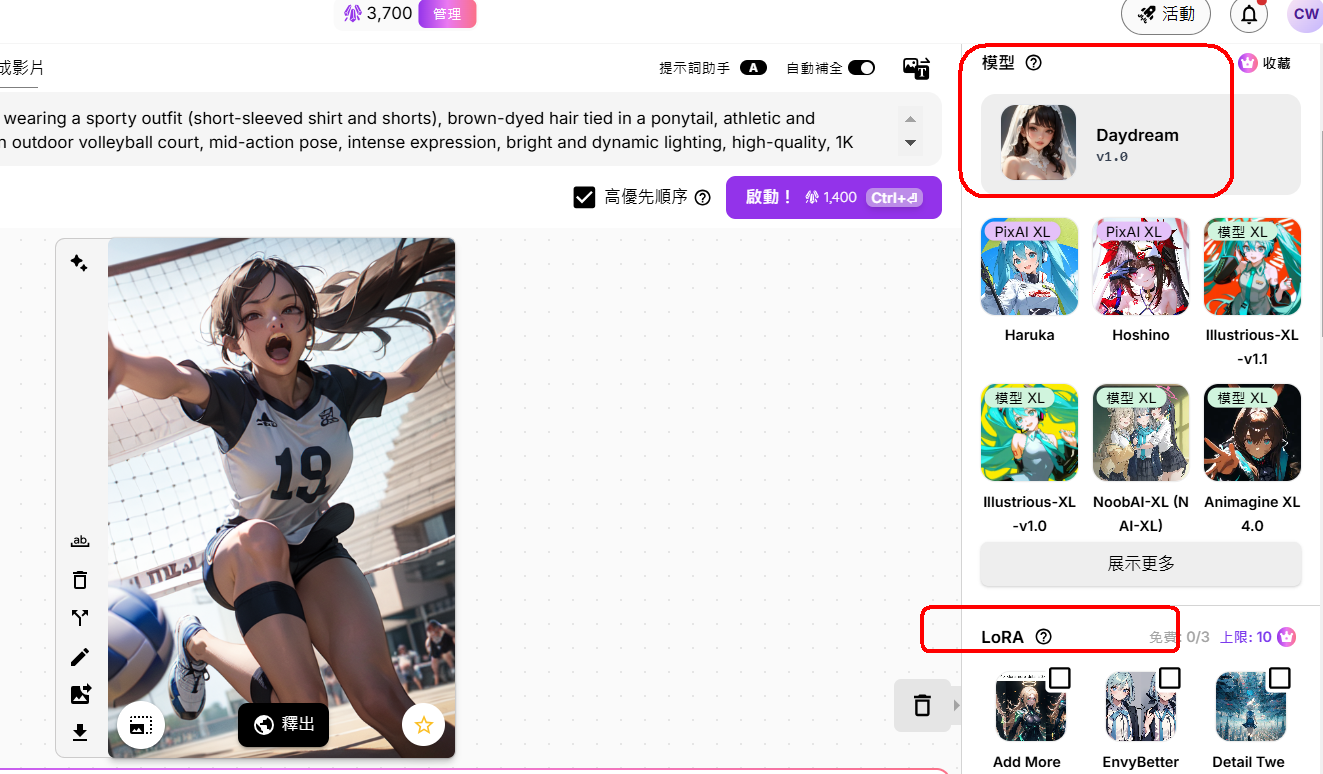 3,700 管理
活動
CW
成影片
提示詞助手 A 自動補全
wearing a sporty outfit (short-sleeved shirt and shorts), brown-dyed hair tied in a ponytail, athletic and
n outdoor volleyball court, mid-action pose, intense expression, bright and dynamic lighting, high-quality, 1K
高優先順序
啟動！ 1,400 Ctrl+⏎
19
ab
釋出
模型
收藏
Daydream
v1.0
PixAI XL
Haruka
PixAI XL
Hoshino
模型 XL
Illustrious-XL
-v1.1
模型 XL
Illustrious-XL
-v1.0
模型 XL
NoobAI-XL (N
AI-XL)
模型 XL
Animagine XL
4.0
展示更多
LoRA
免費: 0/3 上限: 10
Add More
EnvyBetter
Detail Twe